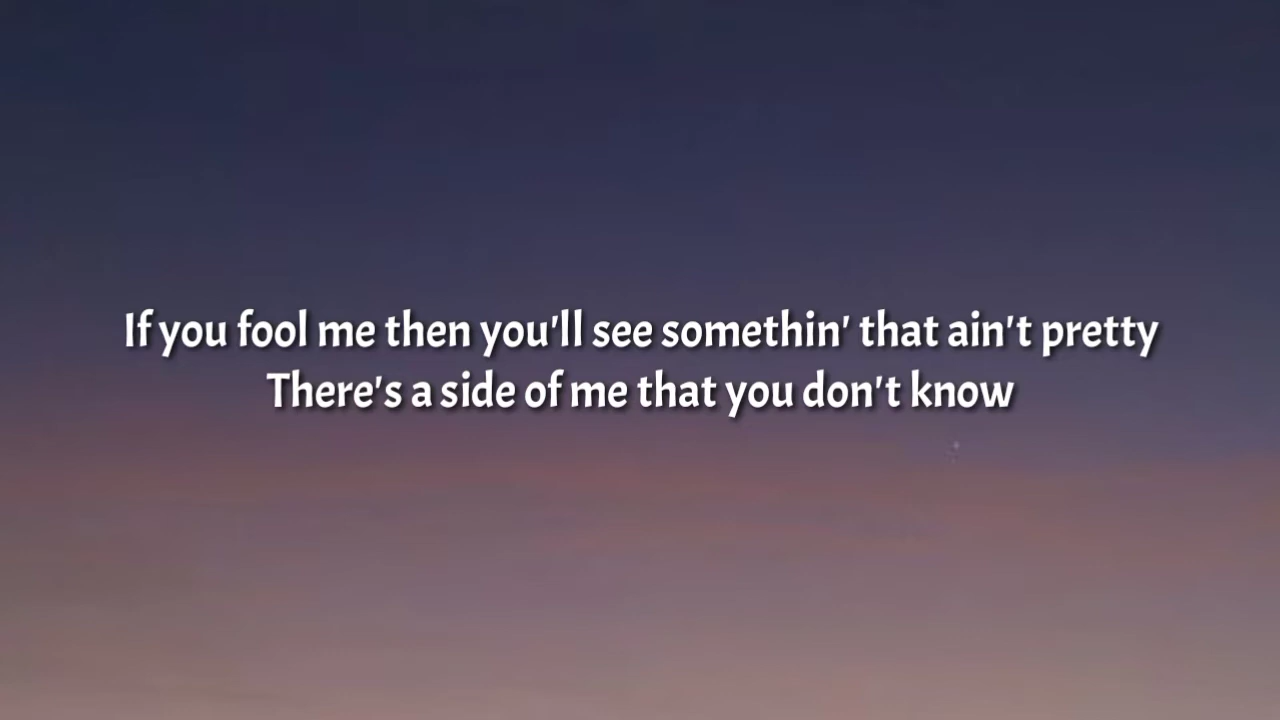 If you fool me then you'll see somethin' that ain't pretty
There's a side of me that you don't know